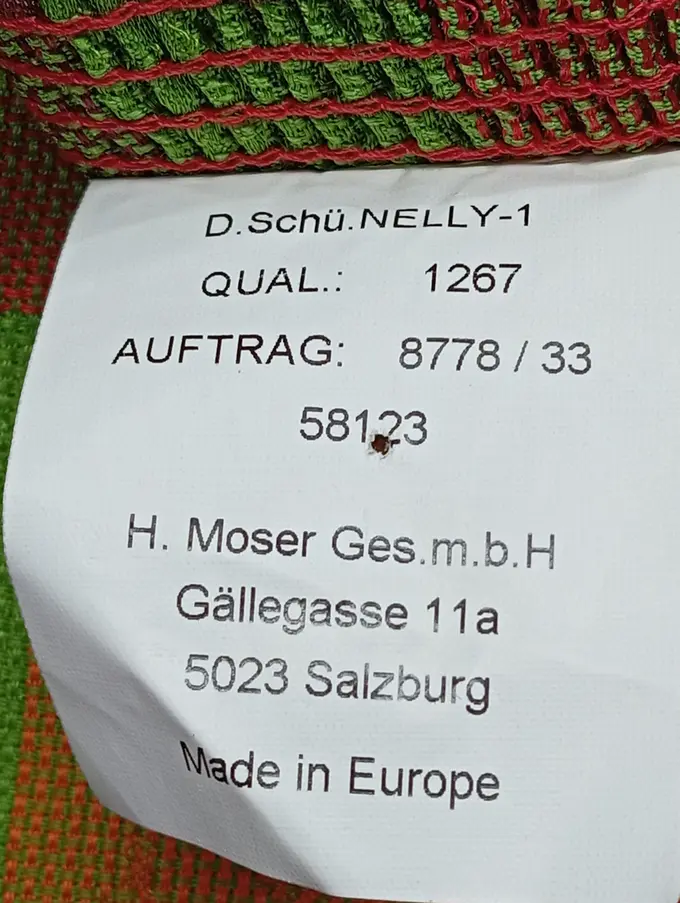 D.Schü.NELLY-1
QUAL.: 1267
AUFTRAG: 8778 / 33
58123
H. Moser Ges.m.b.H
Gällegasse 11a
5023 Salzburg
Made in Europe